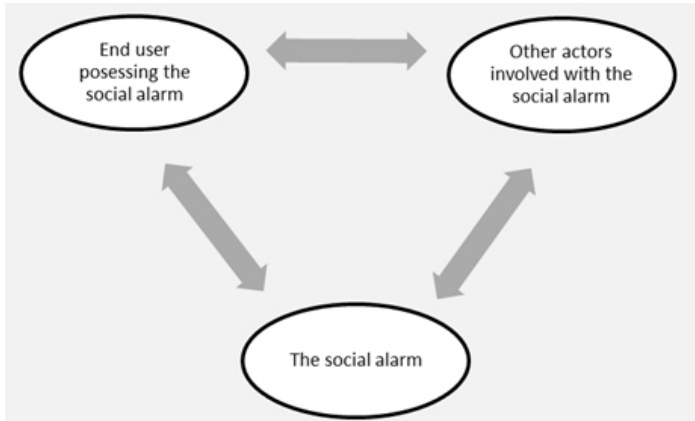 End user
posessing the
social alarm
Other actors
involved with the
social alarm
The social alarm